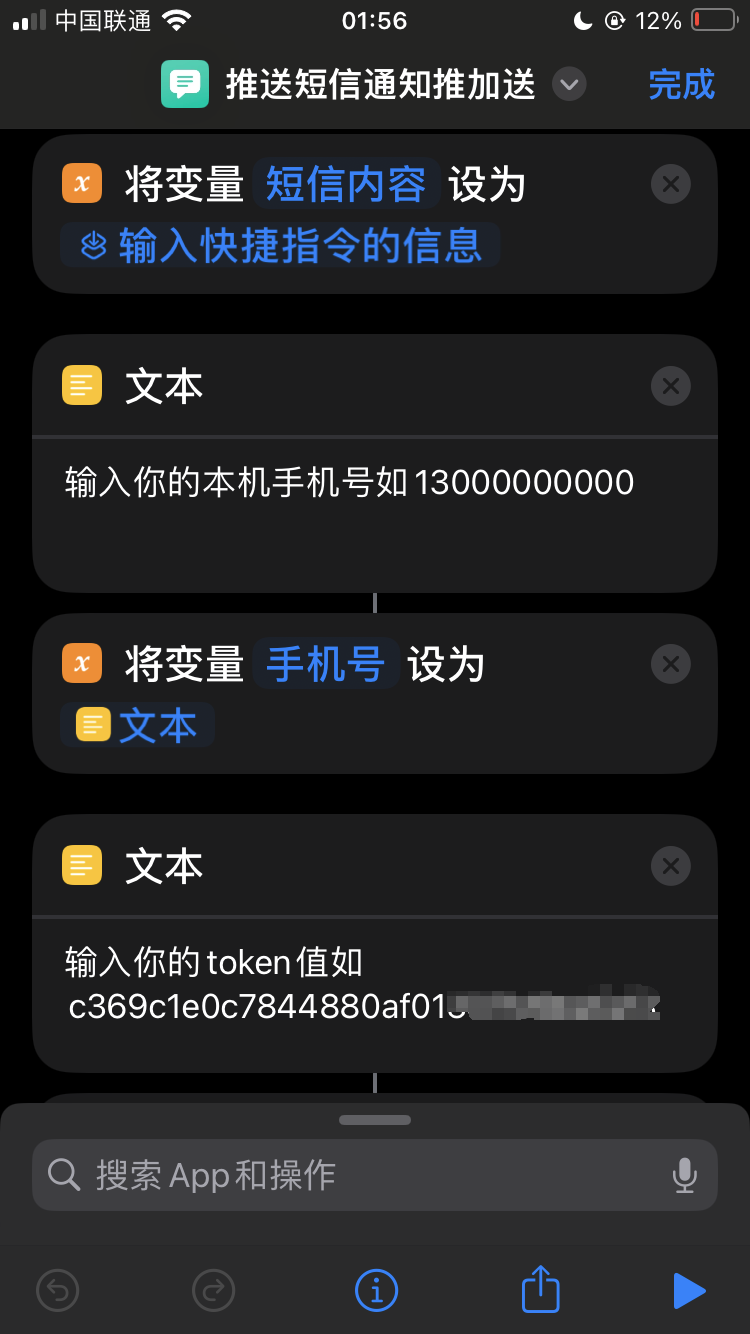 中国联通
01:56
12%
推送短信通知推加送
完成
将变量 短信内容 设为
输入快捷指令的信息
文本
输入你的本机手机号如13000000000
将变量 手机号 设为
文本
文本
输入你的token值如
c369c1e0c7844880af01
搜索App和操作